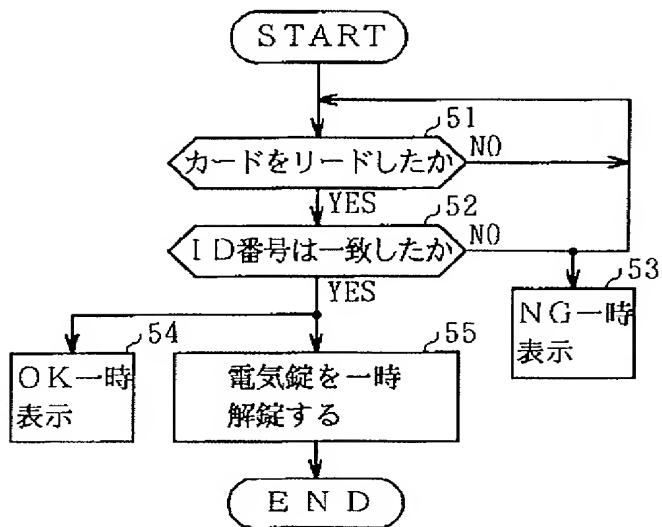 START
51
カードをリードしたか
NO
YES
52
ID番号は一致したか
NO
YES
53
NG一時
表示
54
OK一時
表示
55
電気錠を一時
解錠する
END